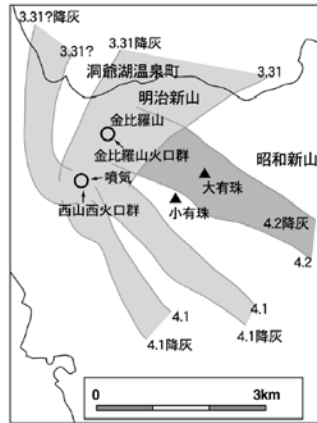 3.31?降灰
3.31?
3.31降灰
洞爺湖温泉町
3.31
明治新山
金比羅山
金比羅山火口群
昭和新山
噴気
大有珠
西山西火口群
小有珠
4.2降灰
4.2
4.1
4.1降灰
4.1
4.1降灰
0
3km